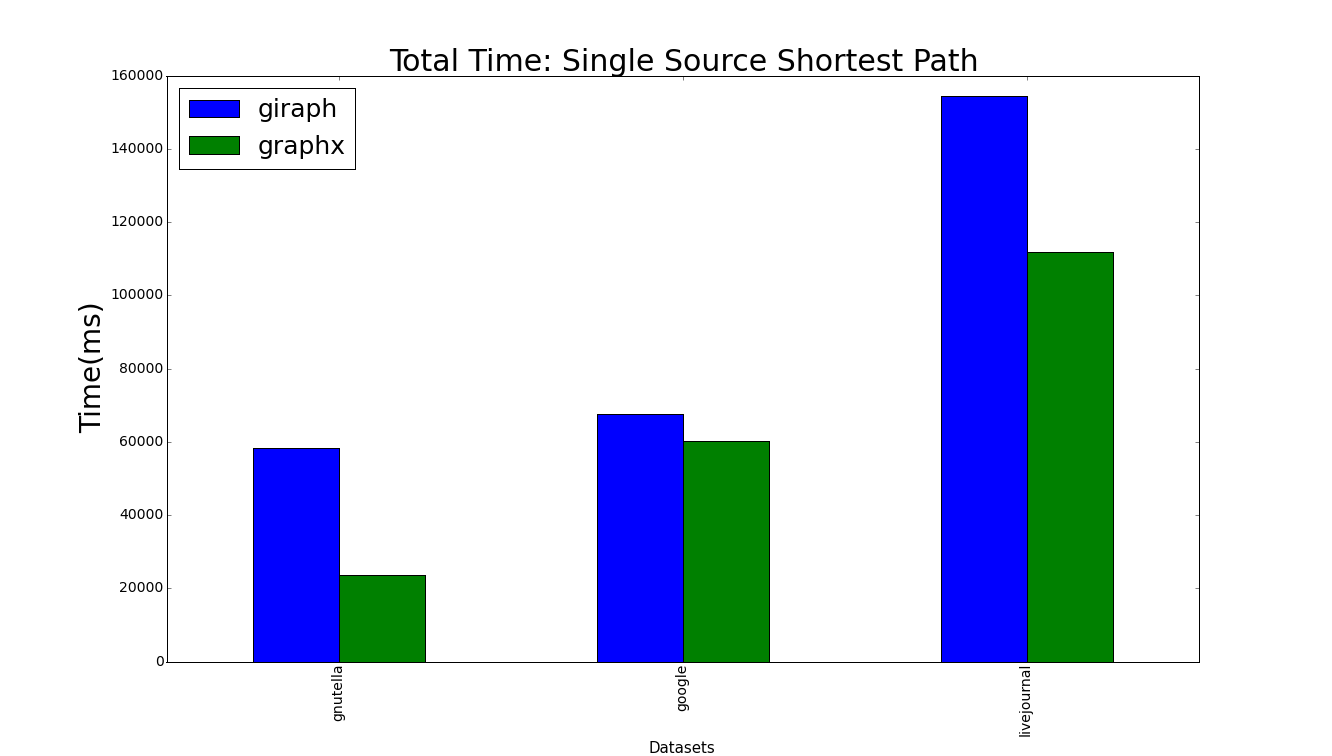 Total Time: Single Source Shortest Path
giraph
graphx
Time(ms)
160000
140000
120000
100000
80000
60000
40000
20000
0
gnutella
google
livejournal
Datasets